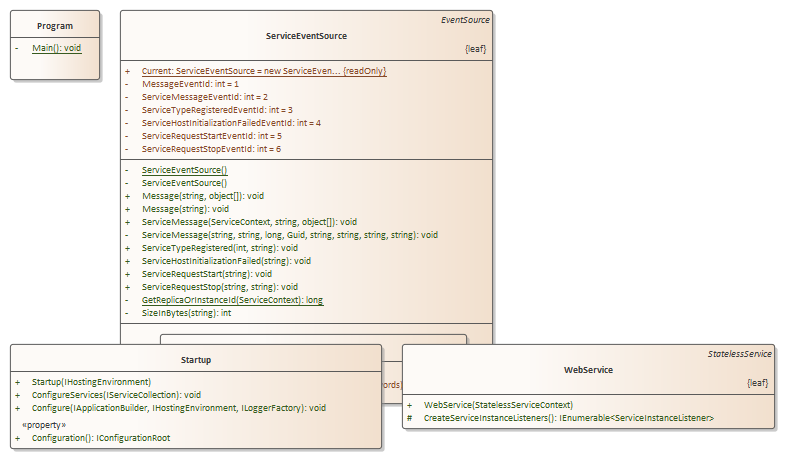 Program
- Main(): void
EventSource
ServiceEventSource
{leaf}
+ Current: ServiceEventSource = new ServiceEven... {readOnly}
- MessageEventId: int = 1
- ServiceMessageEventId: int = 2
- ServiceTypeRegisteredEventId: int = 3
- ServiceHostInitializationFailedEventId: int = 4
- ServiceRequestStartEventId: int = 5
- ServiceRequestStopEventId: int = 6
- ServiceEventSource()
- ServiceEventSource()
+ Message(string, object[]): void
+ Message(string): void
+ ServiceMessage(ServiceContext, string, object[]): void
- ServiceMessage(string, string, long, Guid, string, string, string, string): void
+ ServiceTypeRegistered(int, string): void
+ ServiceHostInitializationFailed(string): void
+ ServiceRequestStart(string): void
+ ServiceRequestStop(string, string): void
- GetReplicaOrInstanceId(ServiceContext): long
- SizeInBytes(string): int
Startup
+ Startup(IHostingEnvironment)
+ ConfigureServices(IServiceCollection): void
+ Configure(IApplicationBuilder, IHostingEnvironment, ILoggerFactory): void
«property»
+ Configuration(): IConfigurationRoot
StatelessService
WebService
{leaf}
+ WebService(StatelessServiceContext)
# CreateServiceInstanceListeners(): IEnumerable<ServiceInstanceListener>